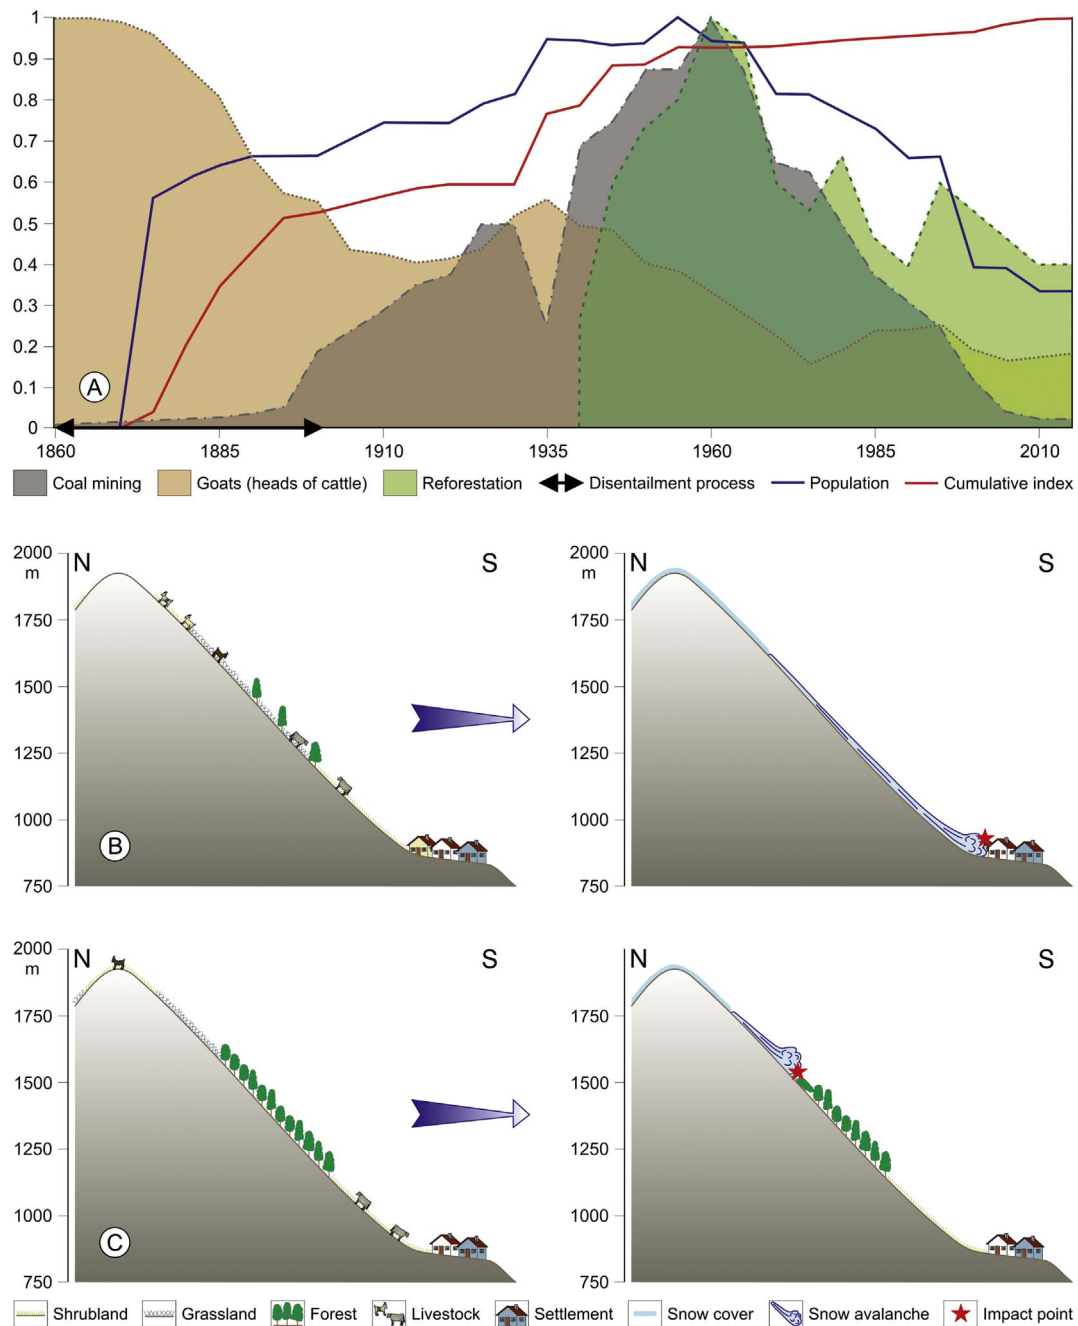 1
0.9
0.8
0.7
0.6
0.5
0.4
0.3
0.2
0.1
0
A
1860 1885 1910 1935 1960 1985 2010
Coal mining Goats (heads of cattle) Reforestation Disentailment process Population Cumulative index
2000 N S N S
m
1750 1750
1500 1500
1250 1250
1000 1000
B
750 750
2000 N S N S
m
1750 1750
1500 1500
1250 1250
1000 1000
C
750 750
Shrubland Grassland Forest Livestock Settlement Snow cover Snow avalanche Impact point